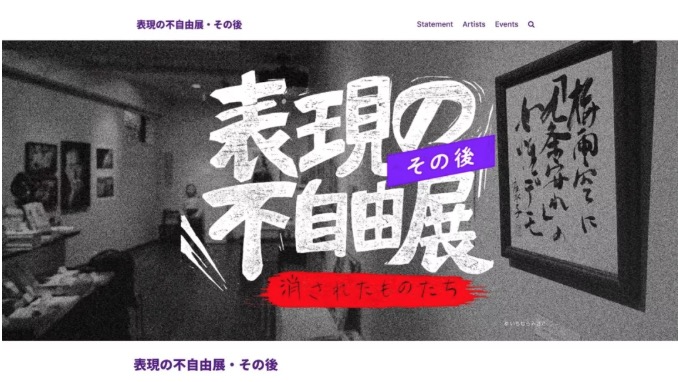 表現の不自由展・その後
Statement Artists Events
表現の
その後
不自由展
消されたものたち
梅雨空に
「九条守れ」の
女性デモ
表現の不自由展・その後